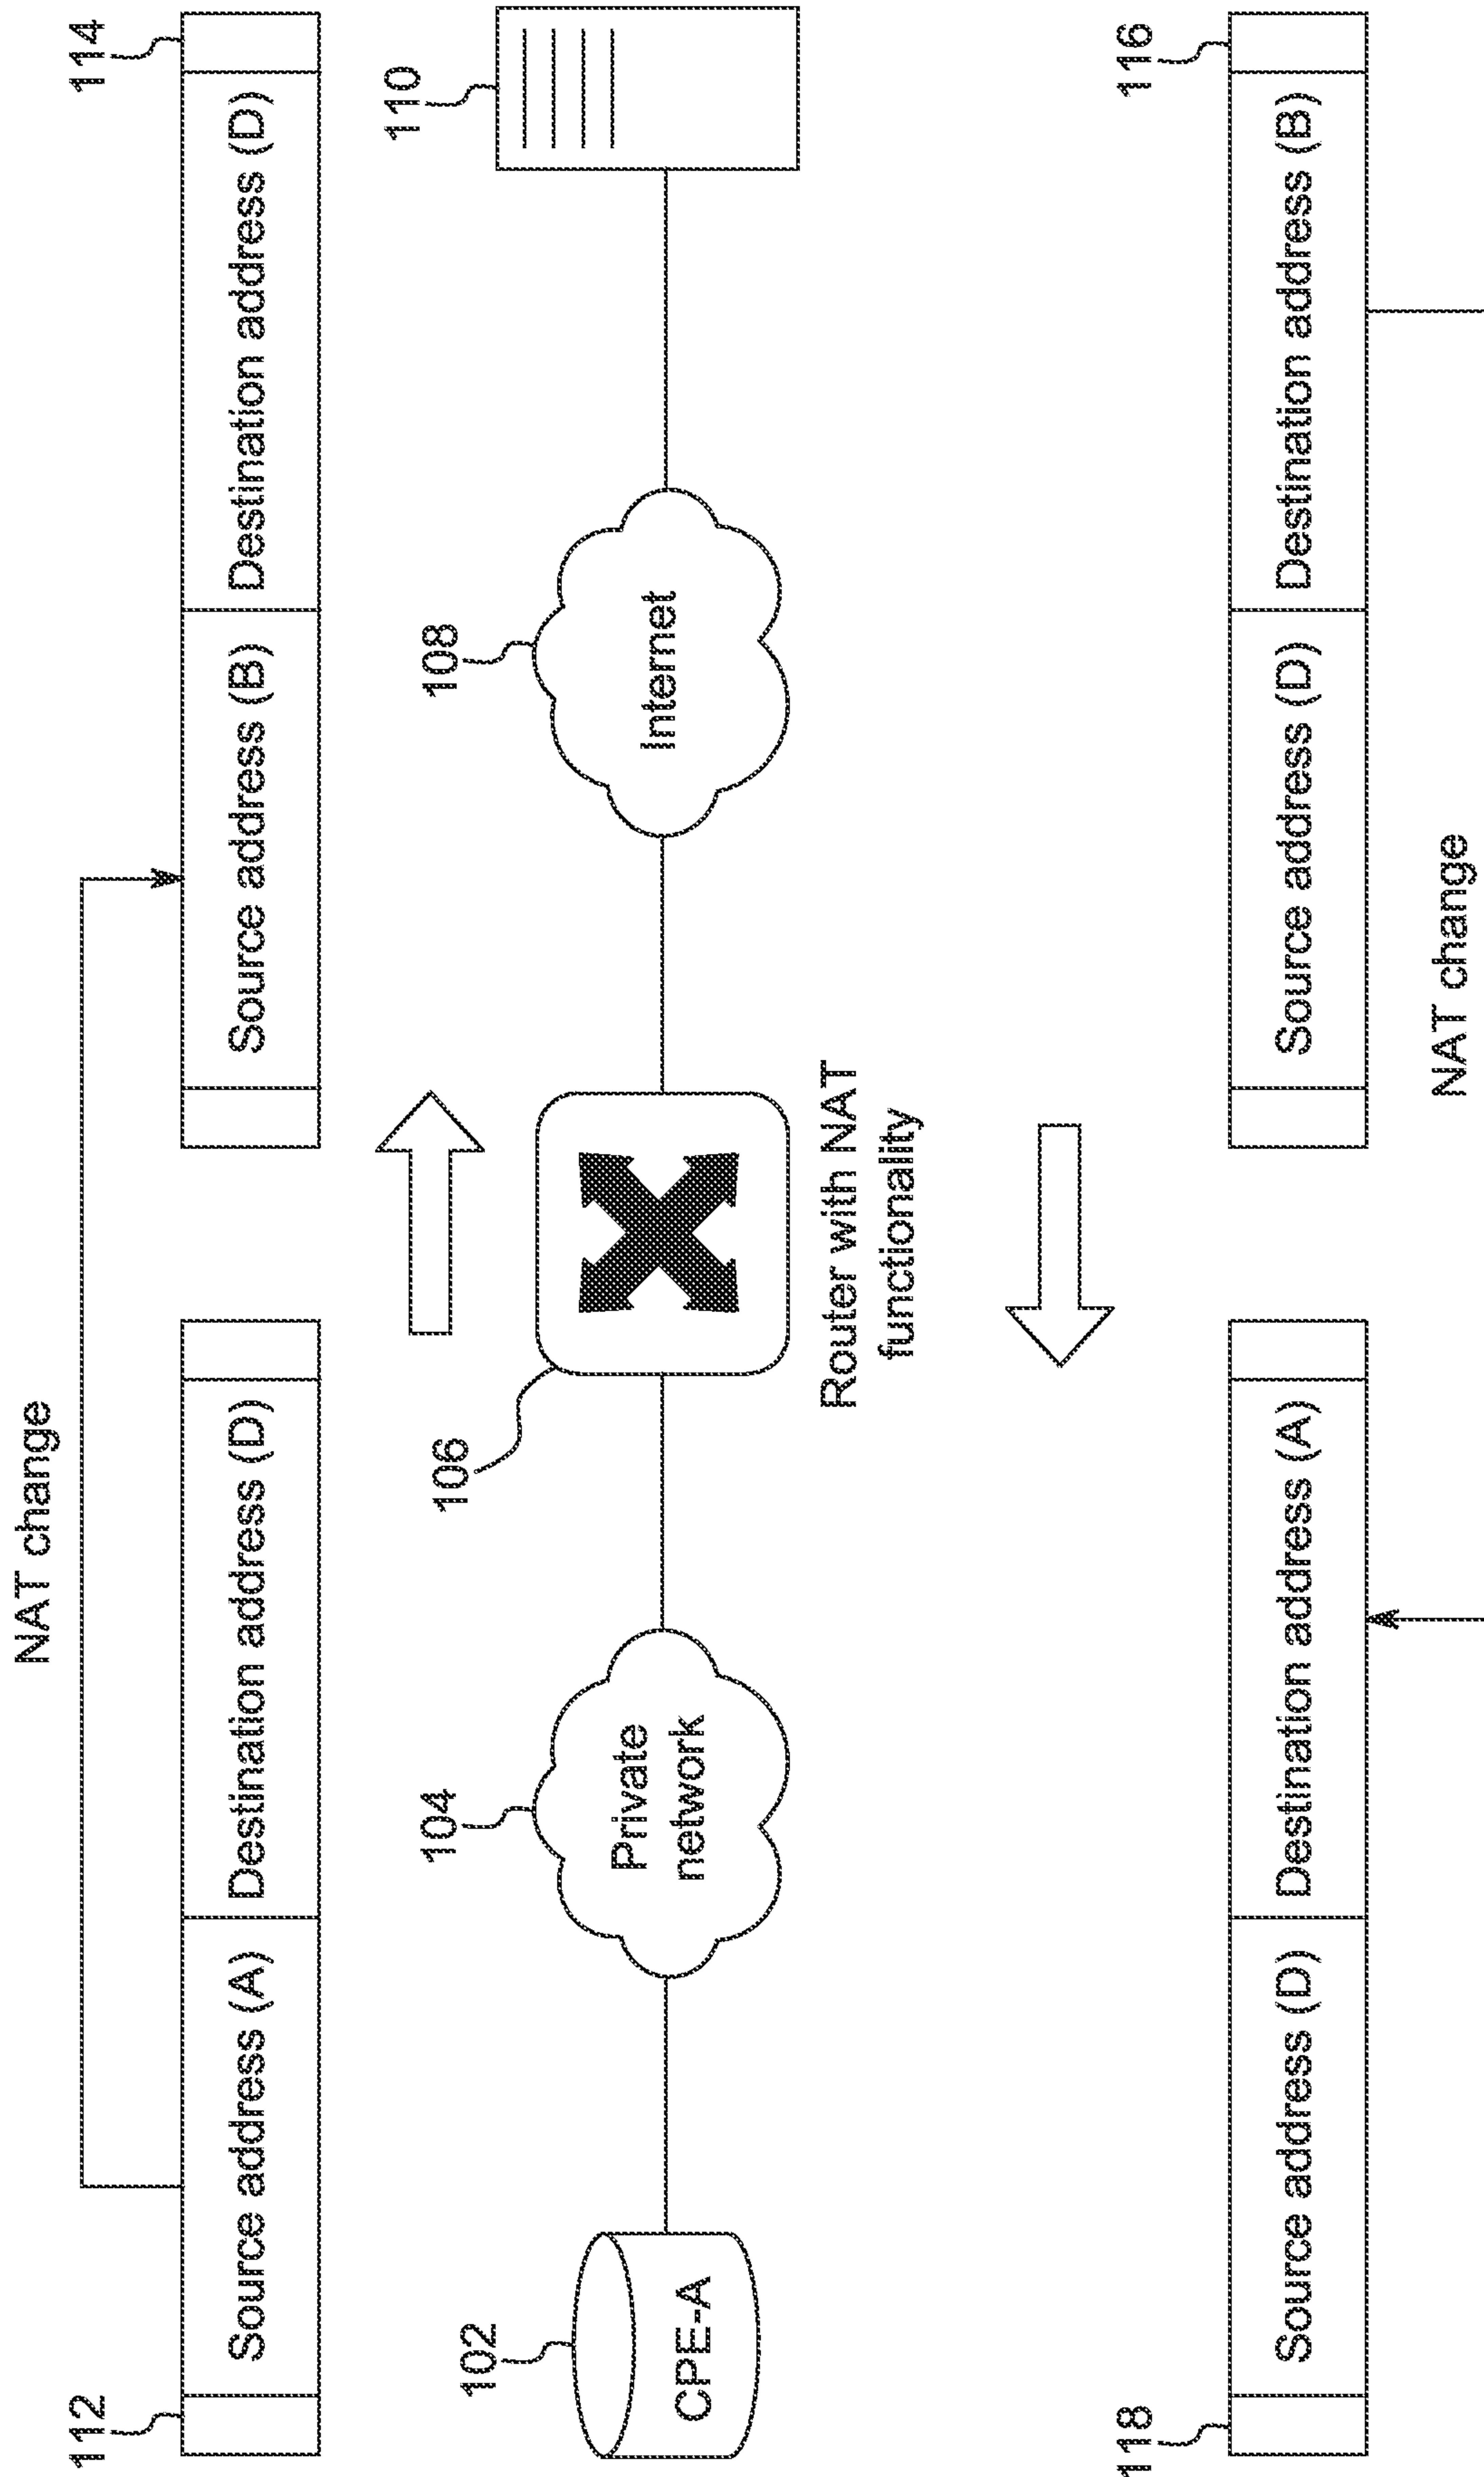 NAT change
112
Source address (A)
Destination address (D)
114
Source address (B)
Destination address (D)
102
CPE-A
104
Private
network
106
Router with NAT
functionality
108
Internet
110
118
Source address (D)
Destination address (A)
116
Source address (D)
Destination address (B)
NAT change